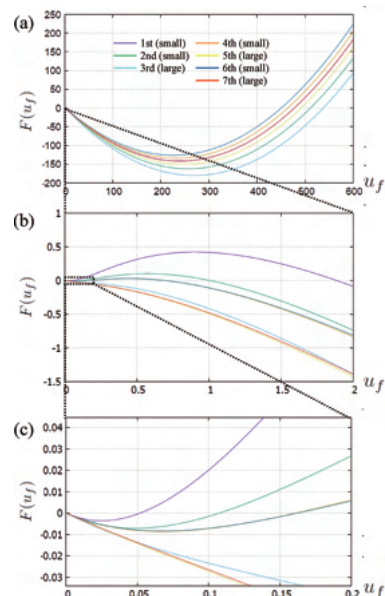 (a)
F(u_f)
250
200
150
100
50
0
-50
-100
-150
-200
1st (small)
2nd (small)
3rd (large)
4th (small)
5th (large)
6th (small)
7th (large)
0 100 200 300 400 500 600
u_f
(b)
F(u_f)
1
0.5
0
-0.5
-1
-1.5
0 0.5 1 1.5 2
u_f
(c)
F(u_f)
0.04
0.03
0.02
0.01
0
-0.01
-0.02
-0.03
0 0.05 0.1 0.15 0.2
u_f